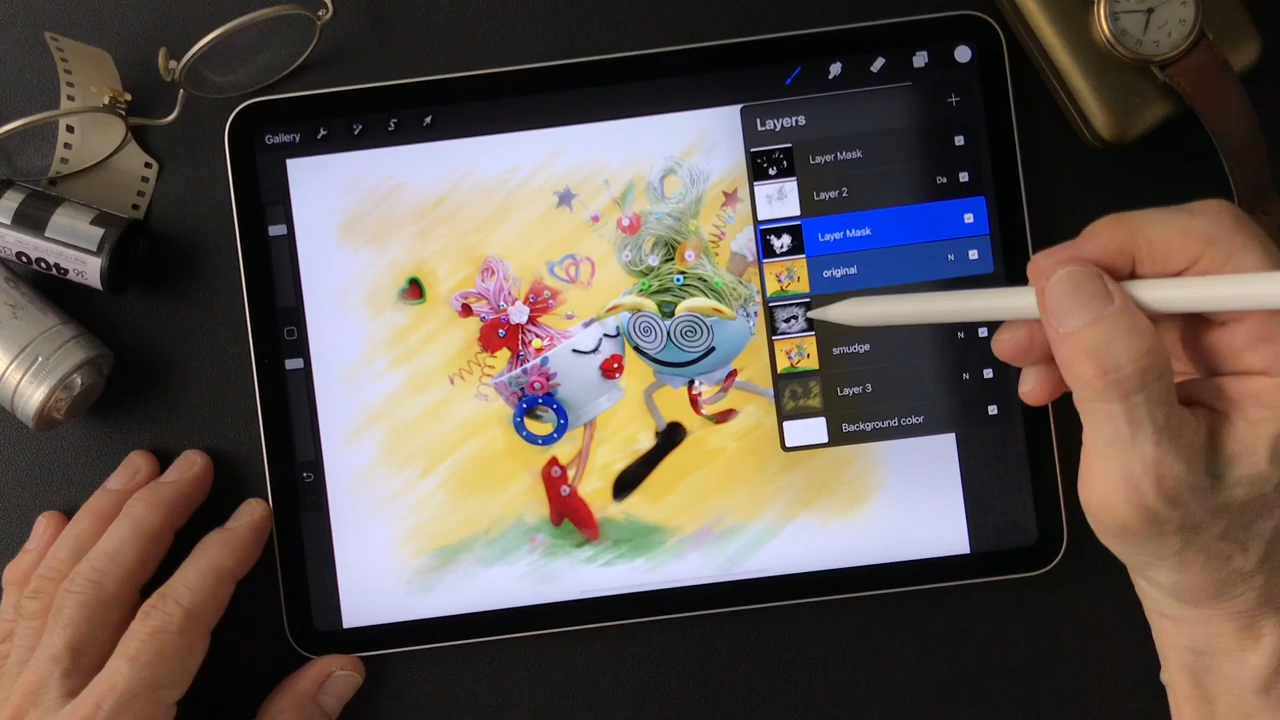 Gallery
Layers
Layer Mask
Layer 2 Da
Layer Mask
original N
N
smudge
Layer 3 N
Background color
400
36